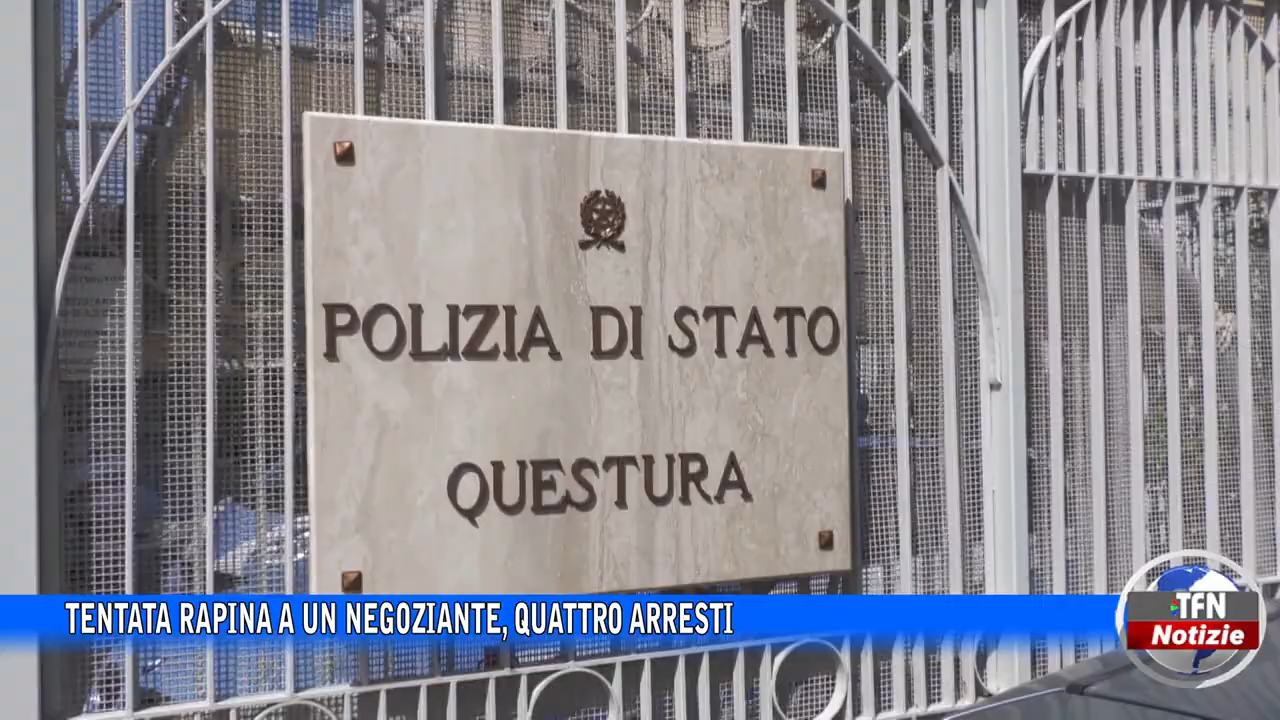 POLIZIA DI STATO
QUESTURA
TENTATA RAPINA A UN NEGOZIANTE, QUATTRO ARRESTI
TFN
Notizie